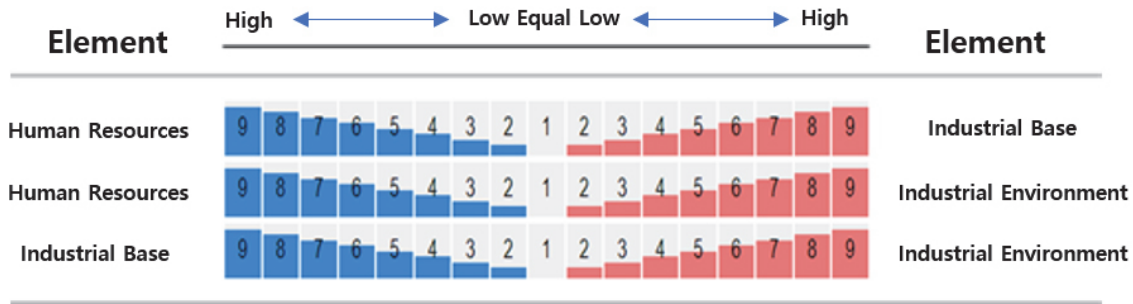 High Low Equal Low High
Element Element
Human Resources 9 8 7 6 5 4 3 2 1 2 3 4 5 6 7 8 9 Industrial Base
Human Resources 9 8 7 6 5 4 3 2 1 2 3 4 5 6 7 8 9 Industrial Environment
Industrial Base 9 8 7 6 5 4 3 2 1 2 3 4 5 6 7 8 9 Industrial Environment